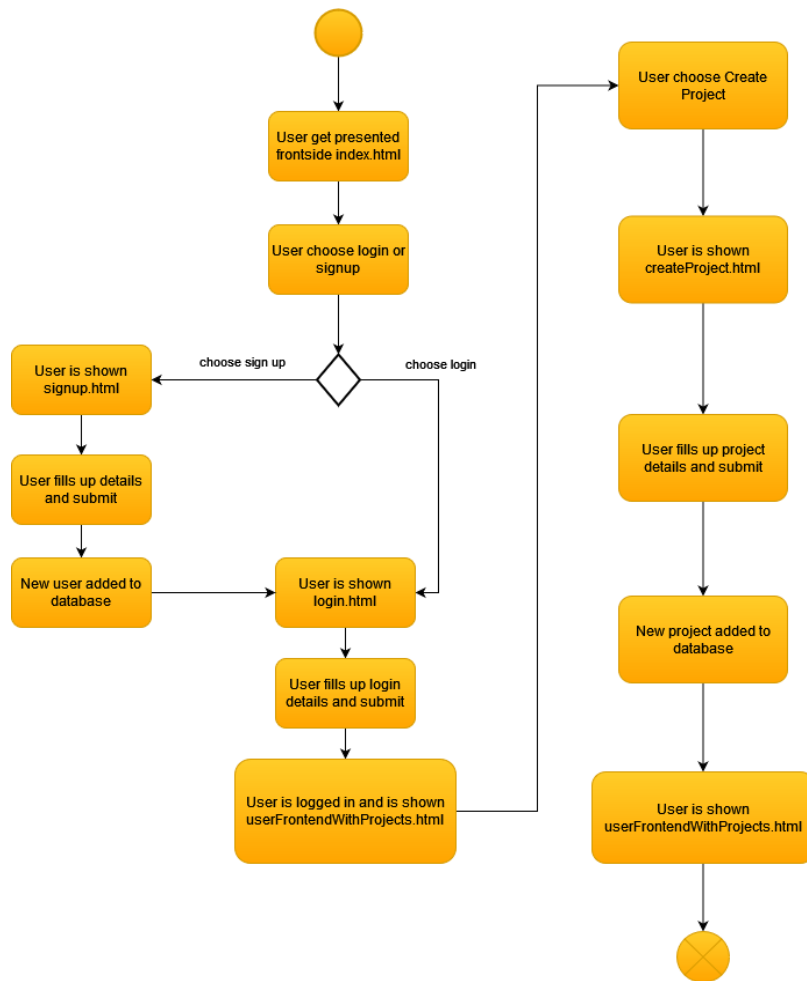 User get presented
frontside index.html
User choose login or
signup
choose sign up
choose login
User is shown
signup.html
User fills up details
and submit
New user added to
database
User is shown
login.html
User fills up login
details and submit
User is logged in and is shown
userFrontendWithProjects.html
User choose Create
Project
User is shown
createProject.html
User fills up project
details and submit
New project added to
database
User is shown
userFrontendWithProjects.html